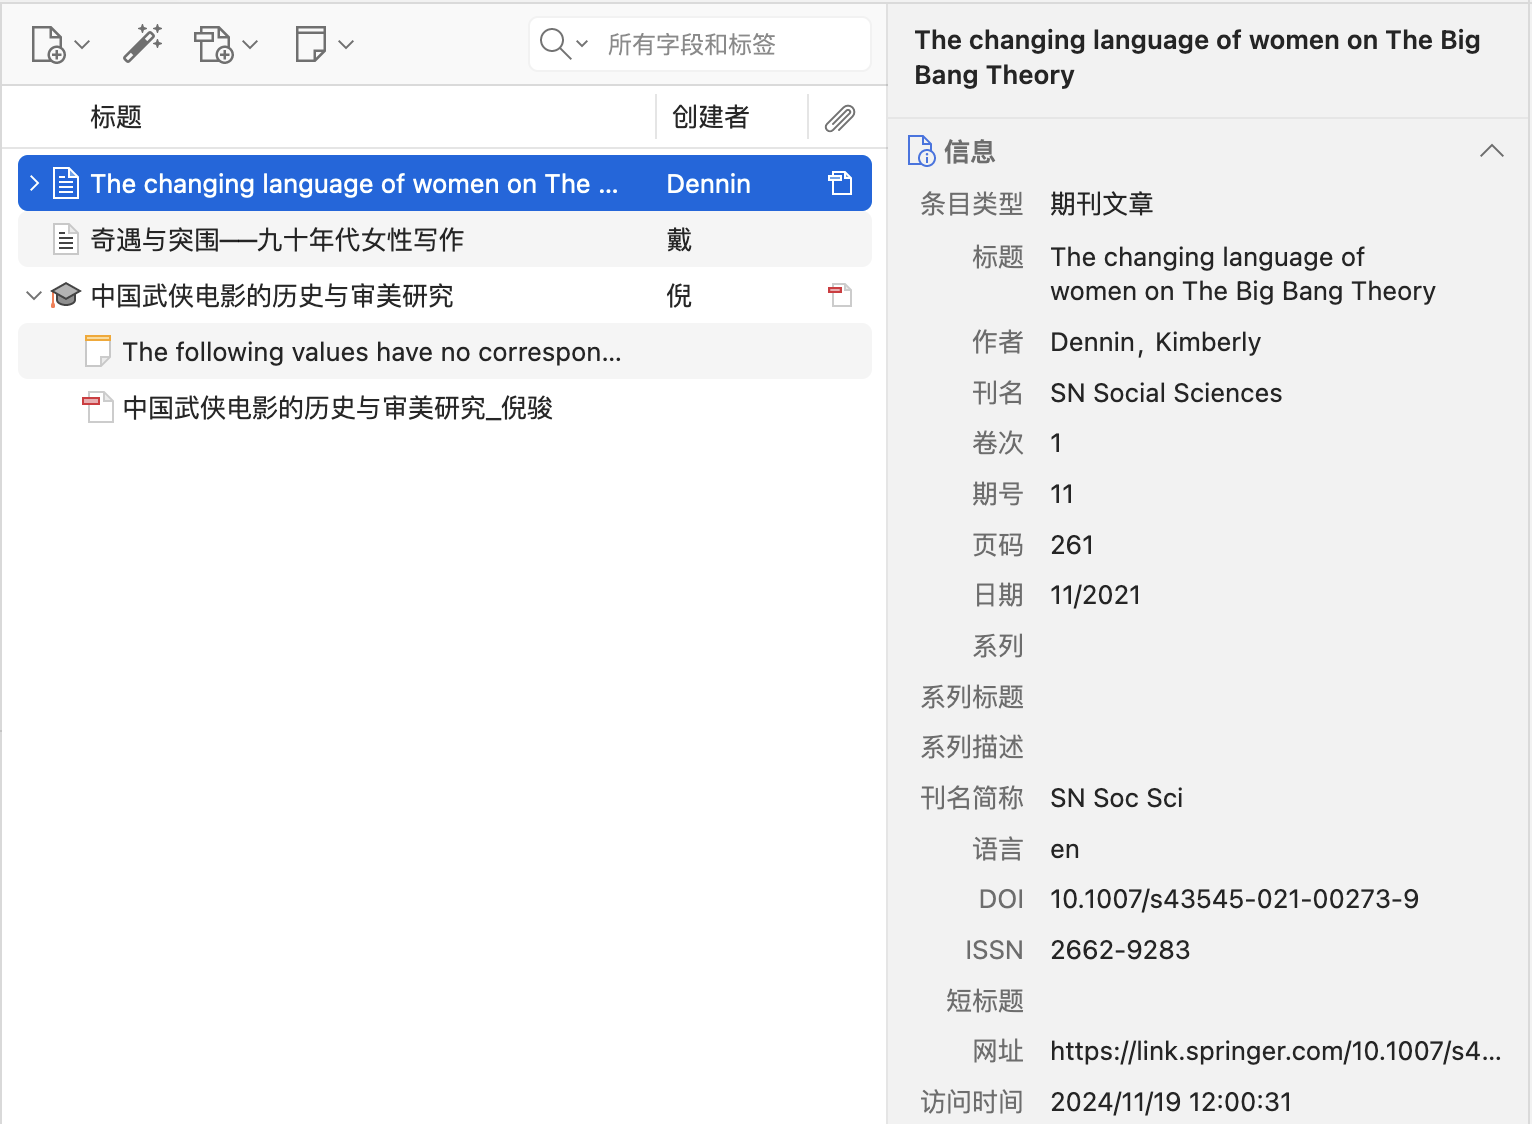 所有字段和标签
标题
创建者
The changing language of women on The ...
Dennin
奇遇与突围——九十年代女性写作
戴
中国武侠电影的历史与审美研究
倪
The following values have no correspon...
中国武侠电影的历史与审美研究_倪骏
The changing language of women on The Big
Bang Theory
信息
条目类型 期刊文章
标题 The changing language of
women on The Big Bang Theory
作者 Dennin, Kimberly
刊名 SN Social Sciences
卷次 1
期号 11
页码 261
日期 11/2021
系列
系列标题
系列描述
刊名简称 SN Soc Sci
语言 en
DOI 10.1007/s43545-021-00273-9
ISSN 2662-9283
短标题
网址 https://link.springer.com/10.1007/s4...
访问时间 2024/11/19 12:00:31